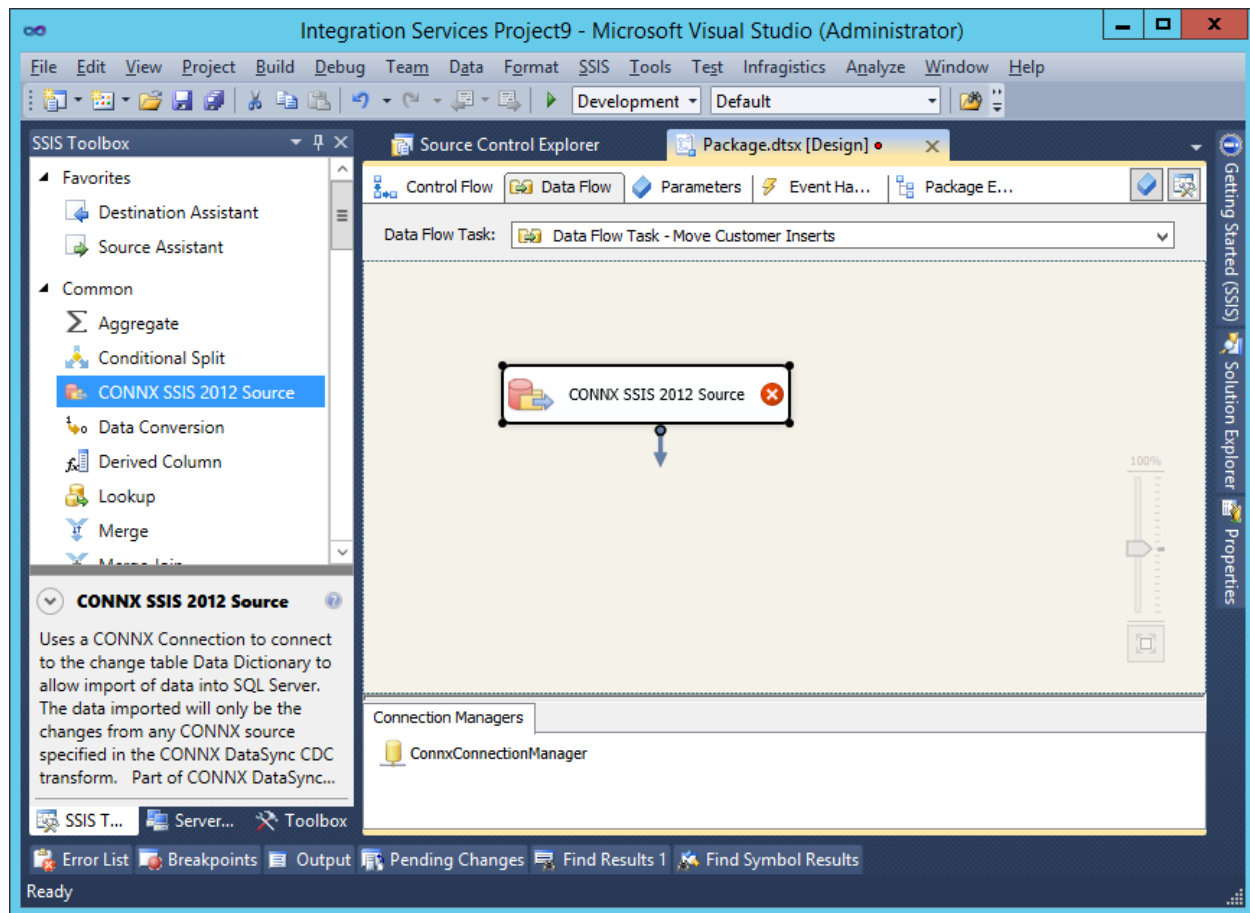 Integration Services Project9 - Microsoft Visual Studio (Administrator)
File Edit View Project Build Debug Team Data Format SSIS Tools Test Infragistics Analyze Window Help
Development Default
SSIS Toolbox
Source Control Explorer
Package.dtsx [Design]
Favorites
Destination Assistant
Source Assistant
Common
Aggregate
Conditional Split
CONNX SSIS 2012 Source
Data Conversion
Derived Column
Lookup
Merge
Merge Join
Control Flow Data Flow Parameters Event Ha... Package E...
Data Flow Task: Data Flow Task - Move Customer Inserts
CONNX SSIS 2012 Source
100%
CONNX SSIS 2012 Source
Uses a CONNX Connection to connect
to the change table Data Dictionary to
allow import of data into SQL Server.
The data imported will only be the
changes from any CONNX source
specified in the CONNX DataSync CDC
transform. Part of CONNX DataSync...
Connection Managers
ConnxConnectionManager
SSIS T... Server... Toolbox
Getting Started (SSIS)
Solution Explorer
Properties
Error List Breakpoints Output Pending Changes Find Results 1 Find Symbol Results
Ready